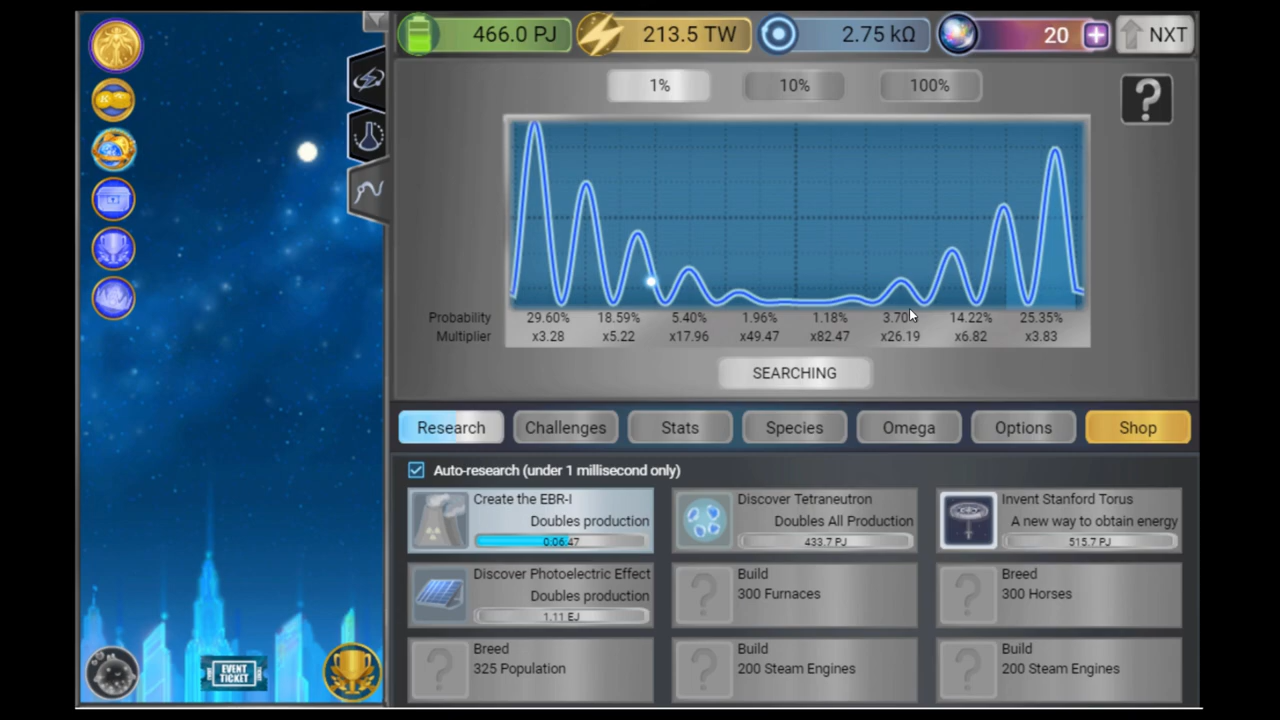 466.0 PJ 213.5 TW 2.75 kΩ 20 NXT
1% 10% 100% ?
Probability 29.60% 18.59% 5.40% 1.96% 1.18% 3.70% 14.22% 25.35%
Multiplier x3.28 x5.22 x17.96 x49.47 x82.47 x26.19 x6.82 x3.83
SEARCHING
Research Challenges Stats Species Omega Options Shop
Auto-research (under 1 millisecond only)
Create the EBR-I
Doubles production
0:06:47
Discover Tetraneutron
Doubles All Production
433.7 PJ
Invent Stanford Torus
A new way to obtain energy
515.7 PJ
Discover Photoelectric Effect
Doubles production
1.11 EJ
?
Build
300 Furnaces
?
Breed
300 Horses
?
Breed
325 Population
?
Build
200 Steam Engines
?
Build
200 Steam Engines
EVENT
TICKET